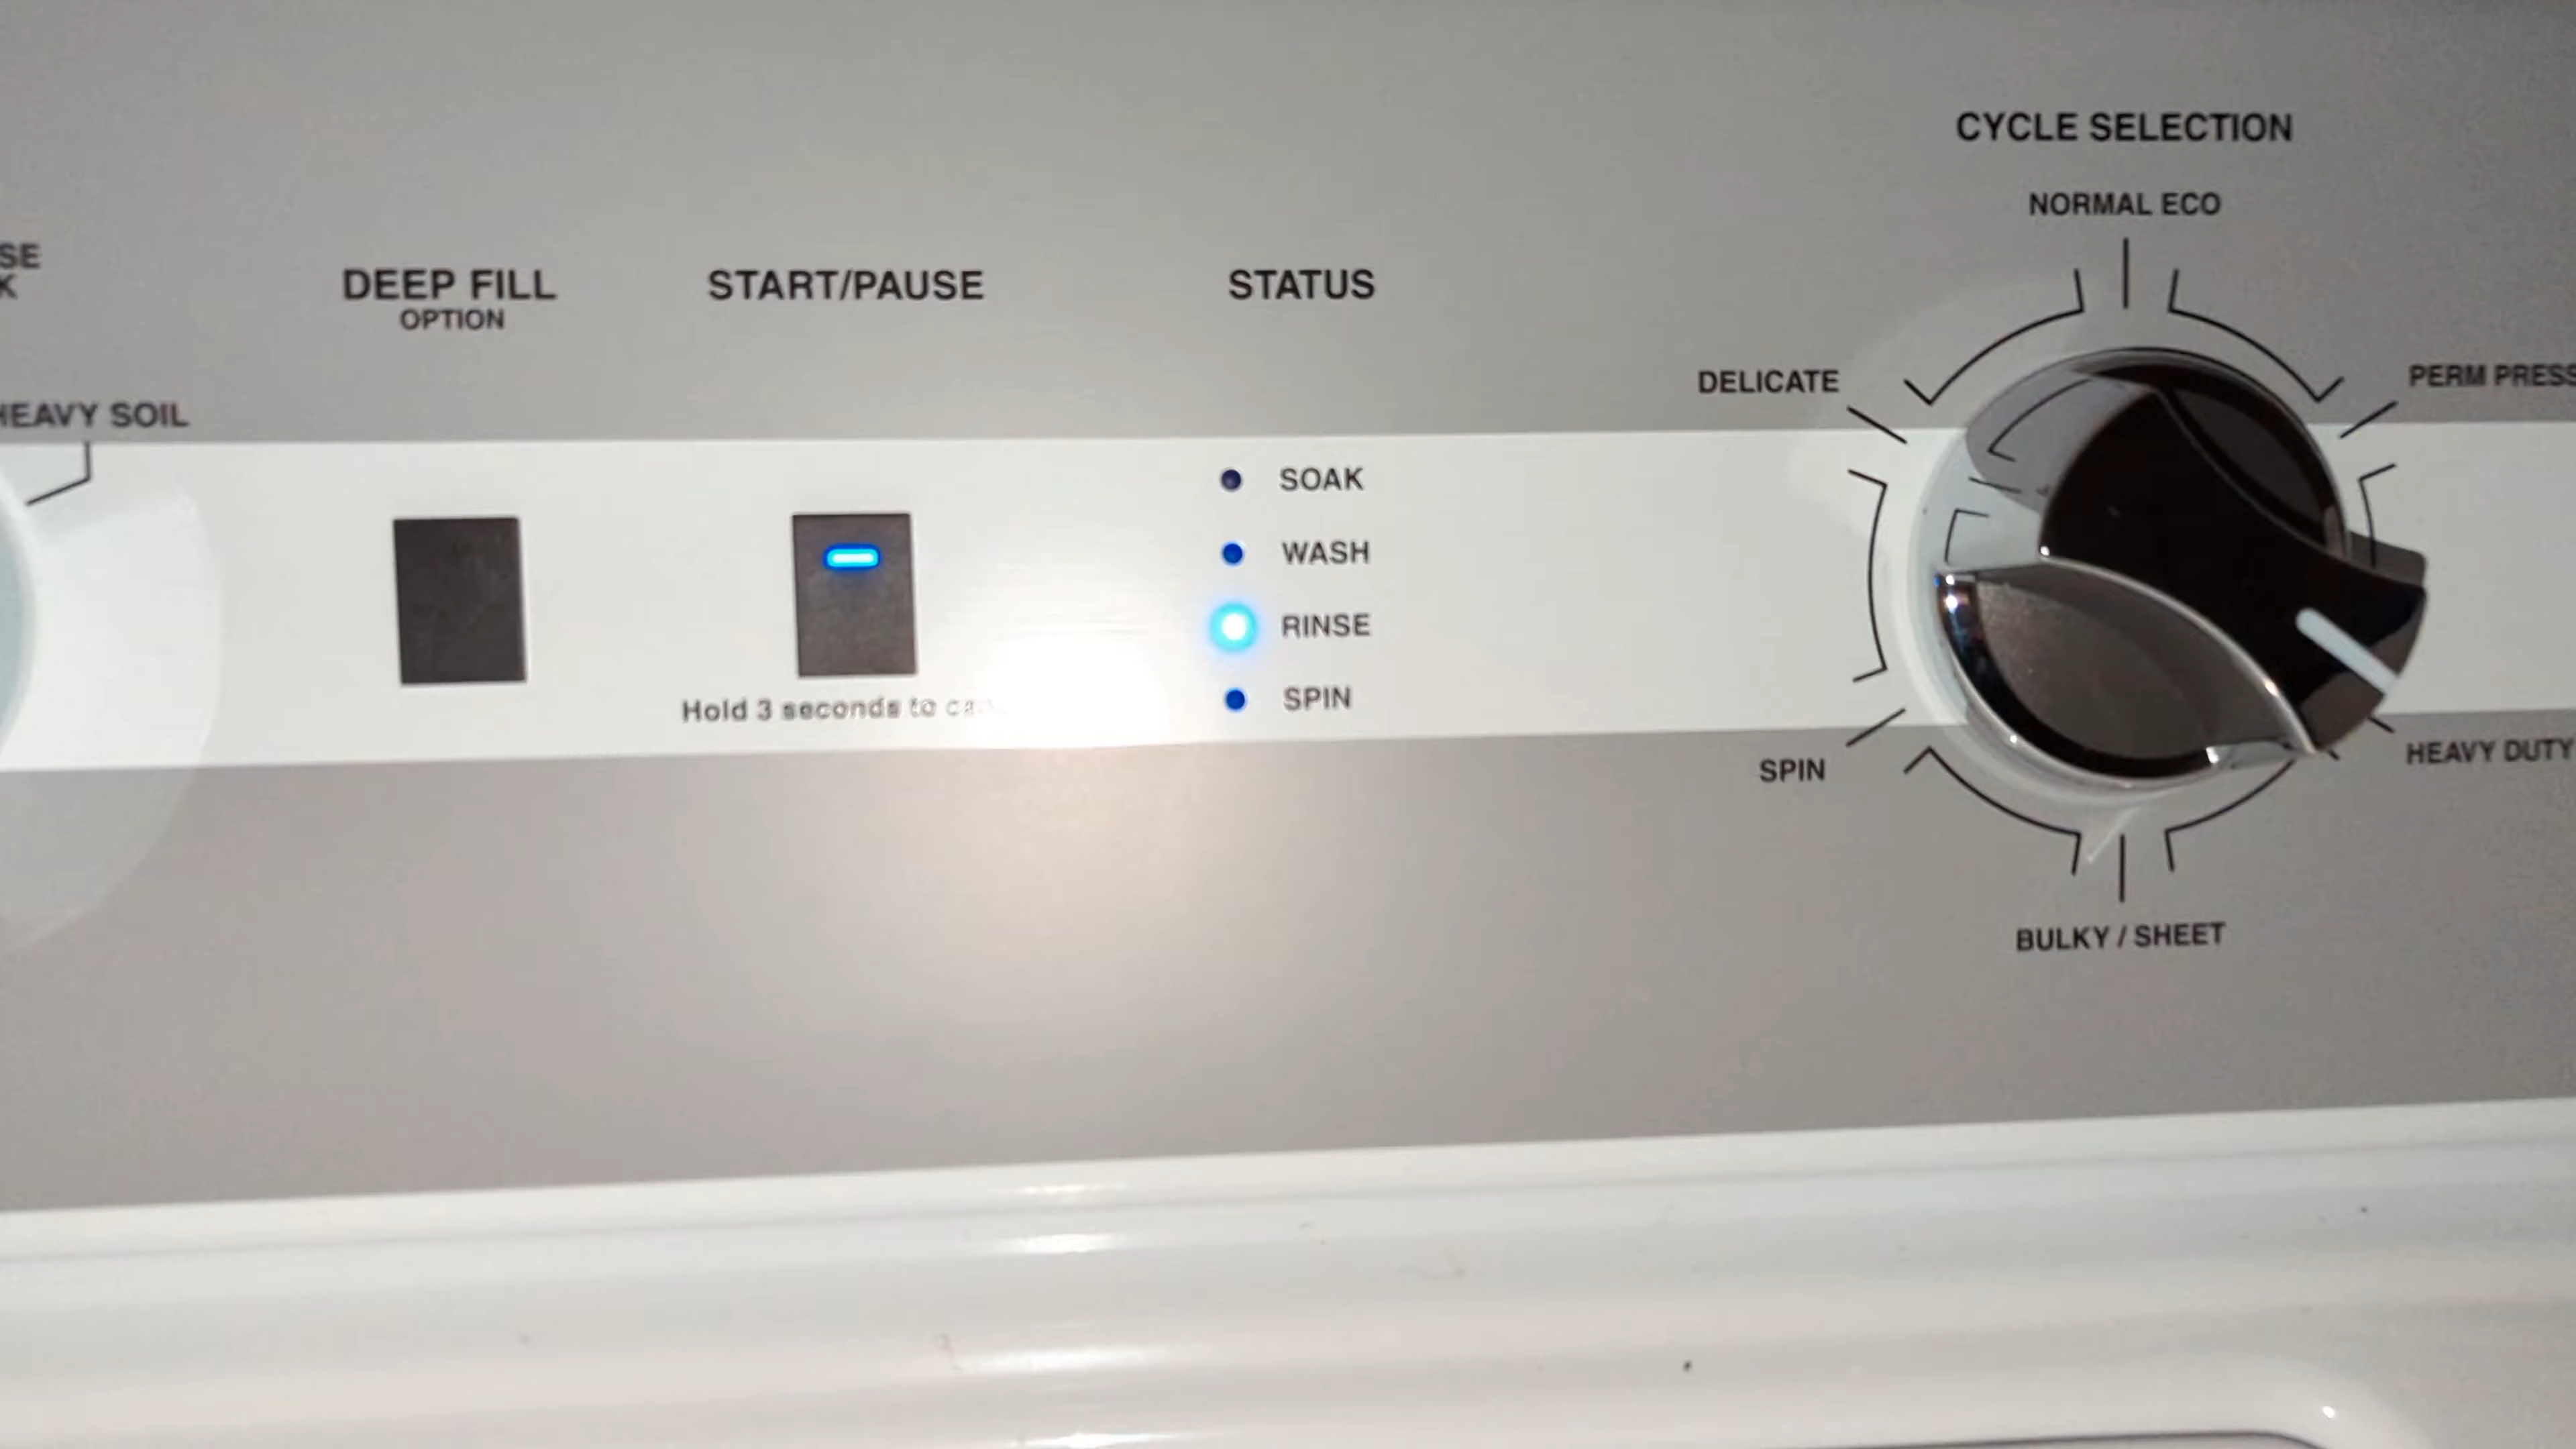 CYCLE SELECTION
NORMAL ECO
SE
K
DEEP FILL
OPTION
START/PAUSE
STATUS
DELICATE
PERM PRESS
HEAVY SOIL
SOAK
WASH
RINSE
SPIN
Hold 3 seconds to
SPIN
HEAVY DUTY
BULKY / SHEET